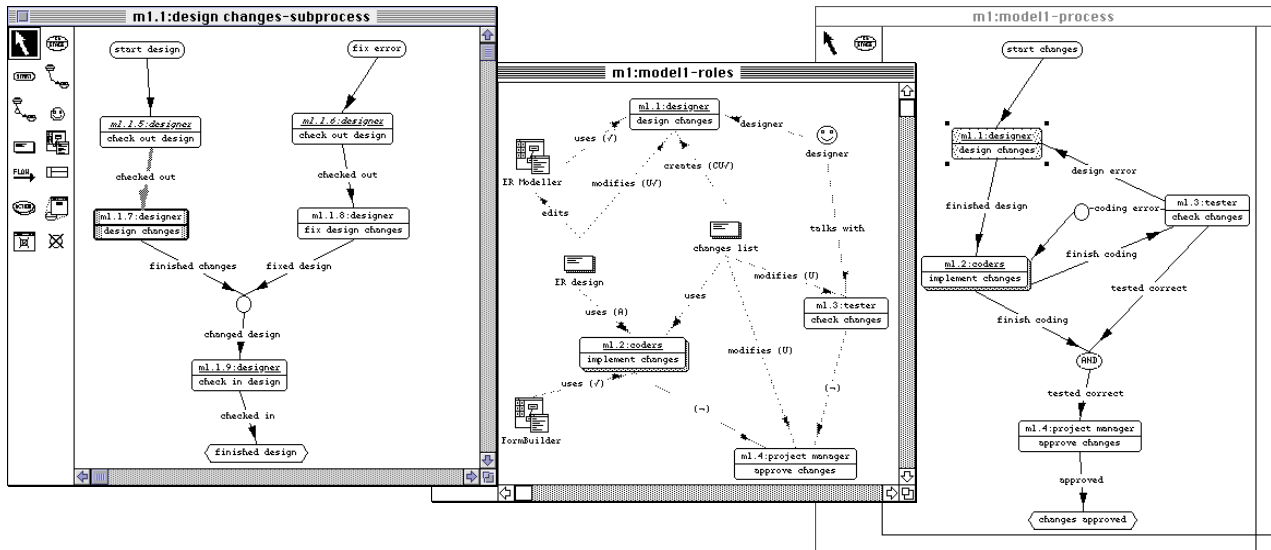 m1.1:design changes-subprocess
START
FLOW
ACTION
start design
fix error
m1.1.5:designer
check out design
m1.1.6:designer
check out design
checked out
checked out
m1.1.7:designer
design changes
m1.1.8:designer
fix design changes
finished changes
fixed design
changed design
m1.1.9:designer
check in design
checked in
finished design
m1:model1-roles
m1.1:designer
design changes
uses (√)
designer
designer
ER Modeller
creates (CU√)
modifies (U√)
edits
changes list
talks with
ER design
modifies (U)
uses
uses (A)
m1.3:tester
check changes
m1.2:coders
implement changes
modifies (U)
uses (√)
(¬)
(¬)
FormBuilder
m1.4:project manager
approve changes
m1:model1-process
start changes
m1.1:designer
design changes
design error
m1.3:tester
check changes
finished design
coding error
m1.2:coders
implement changes
finish coding
tested correct
finish coding
AND
tested correct
m1.4:project manager
approve changes
approved
changes approved